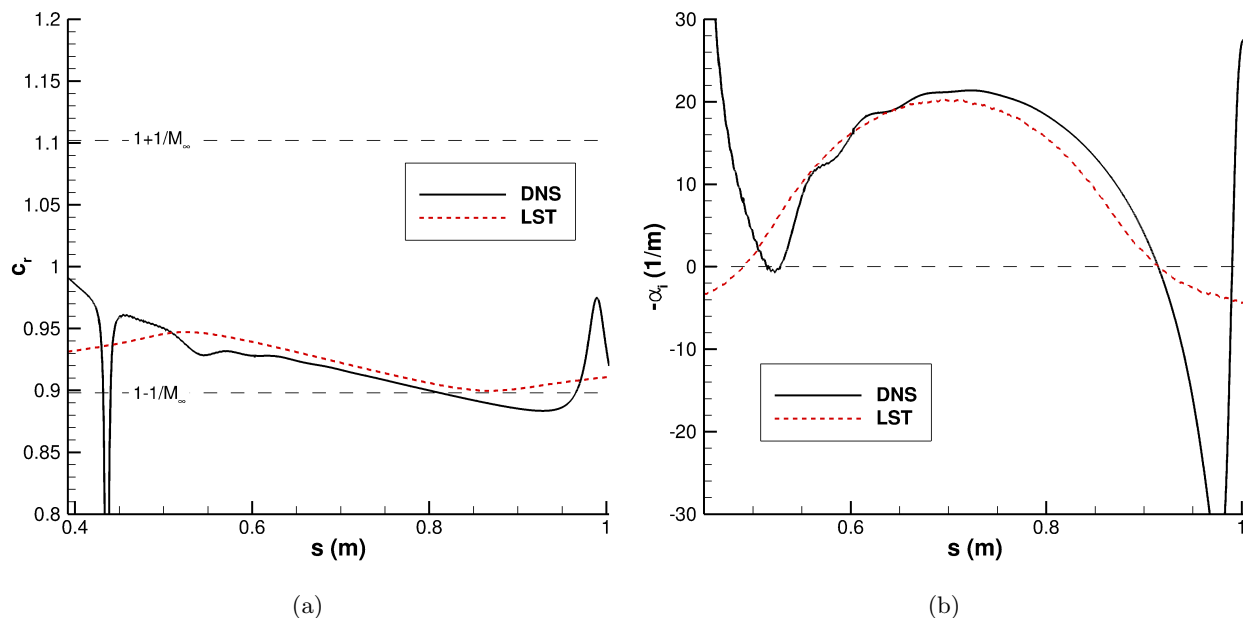 1.2
1.15
1.1
1.05
1
0.95
0.9
0.85
0.8
c_r
1+1/M∞
1-1/M∞
DNS
LST
0.4
0.6
0.8
1
s (m)
(a)
30
20
10
0
-10
-20
-30
-α_i (1/m)
DNS
LST
0.6
0.8
1
s (m)
(b)